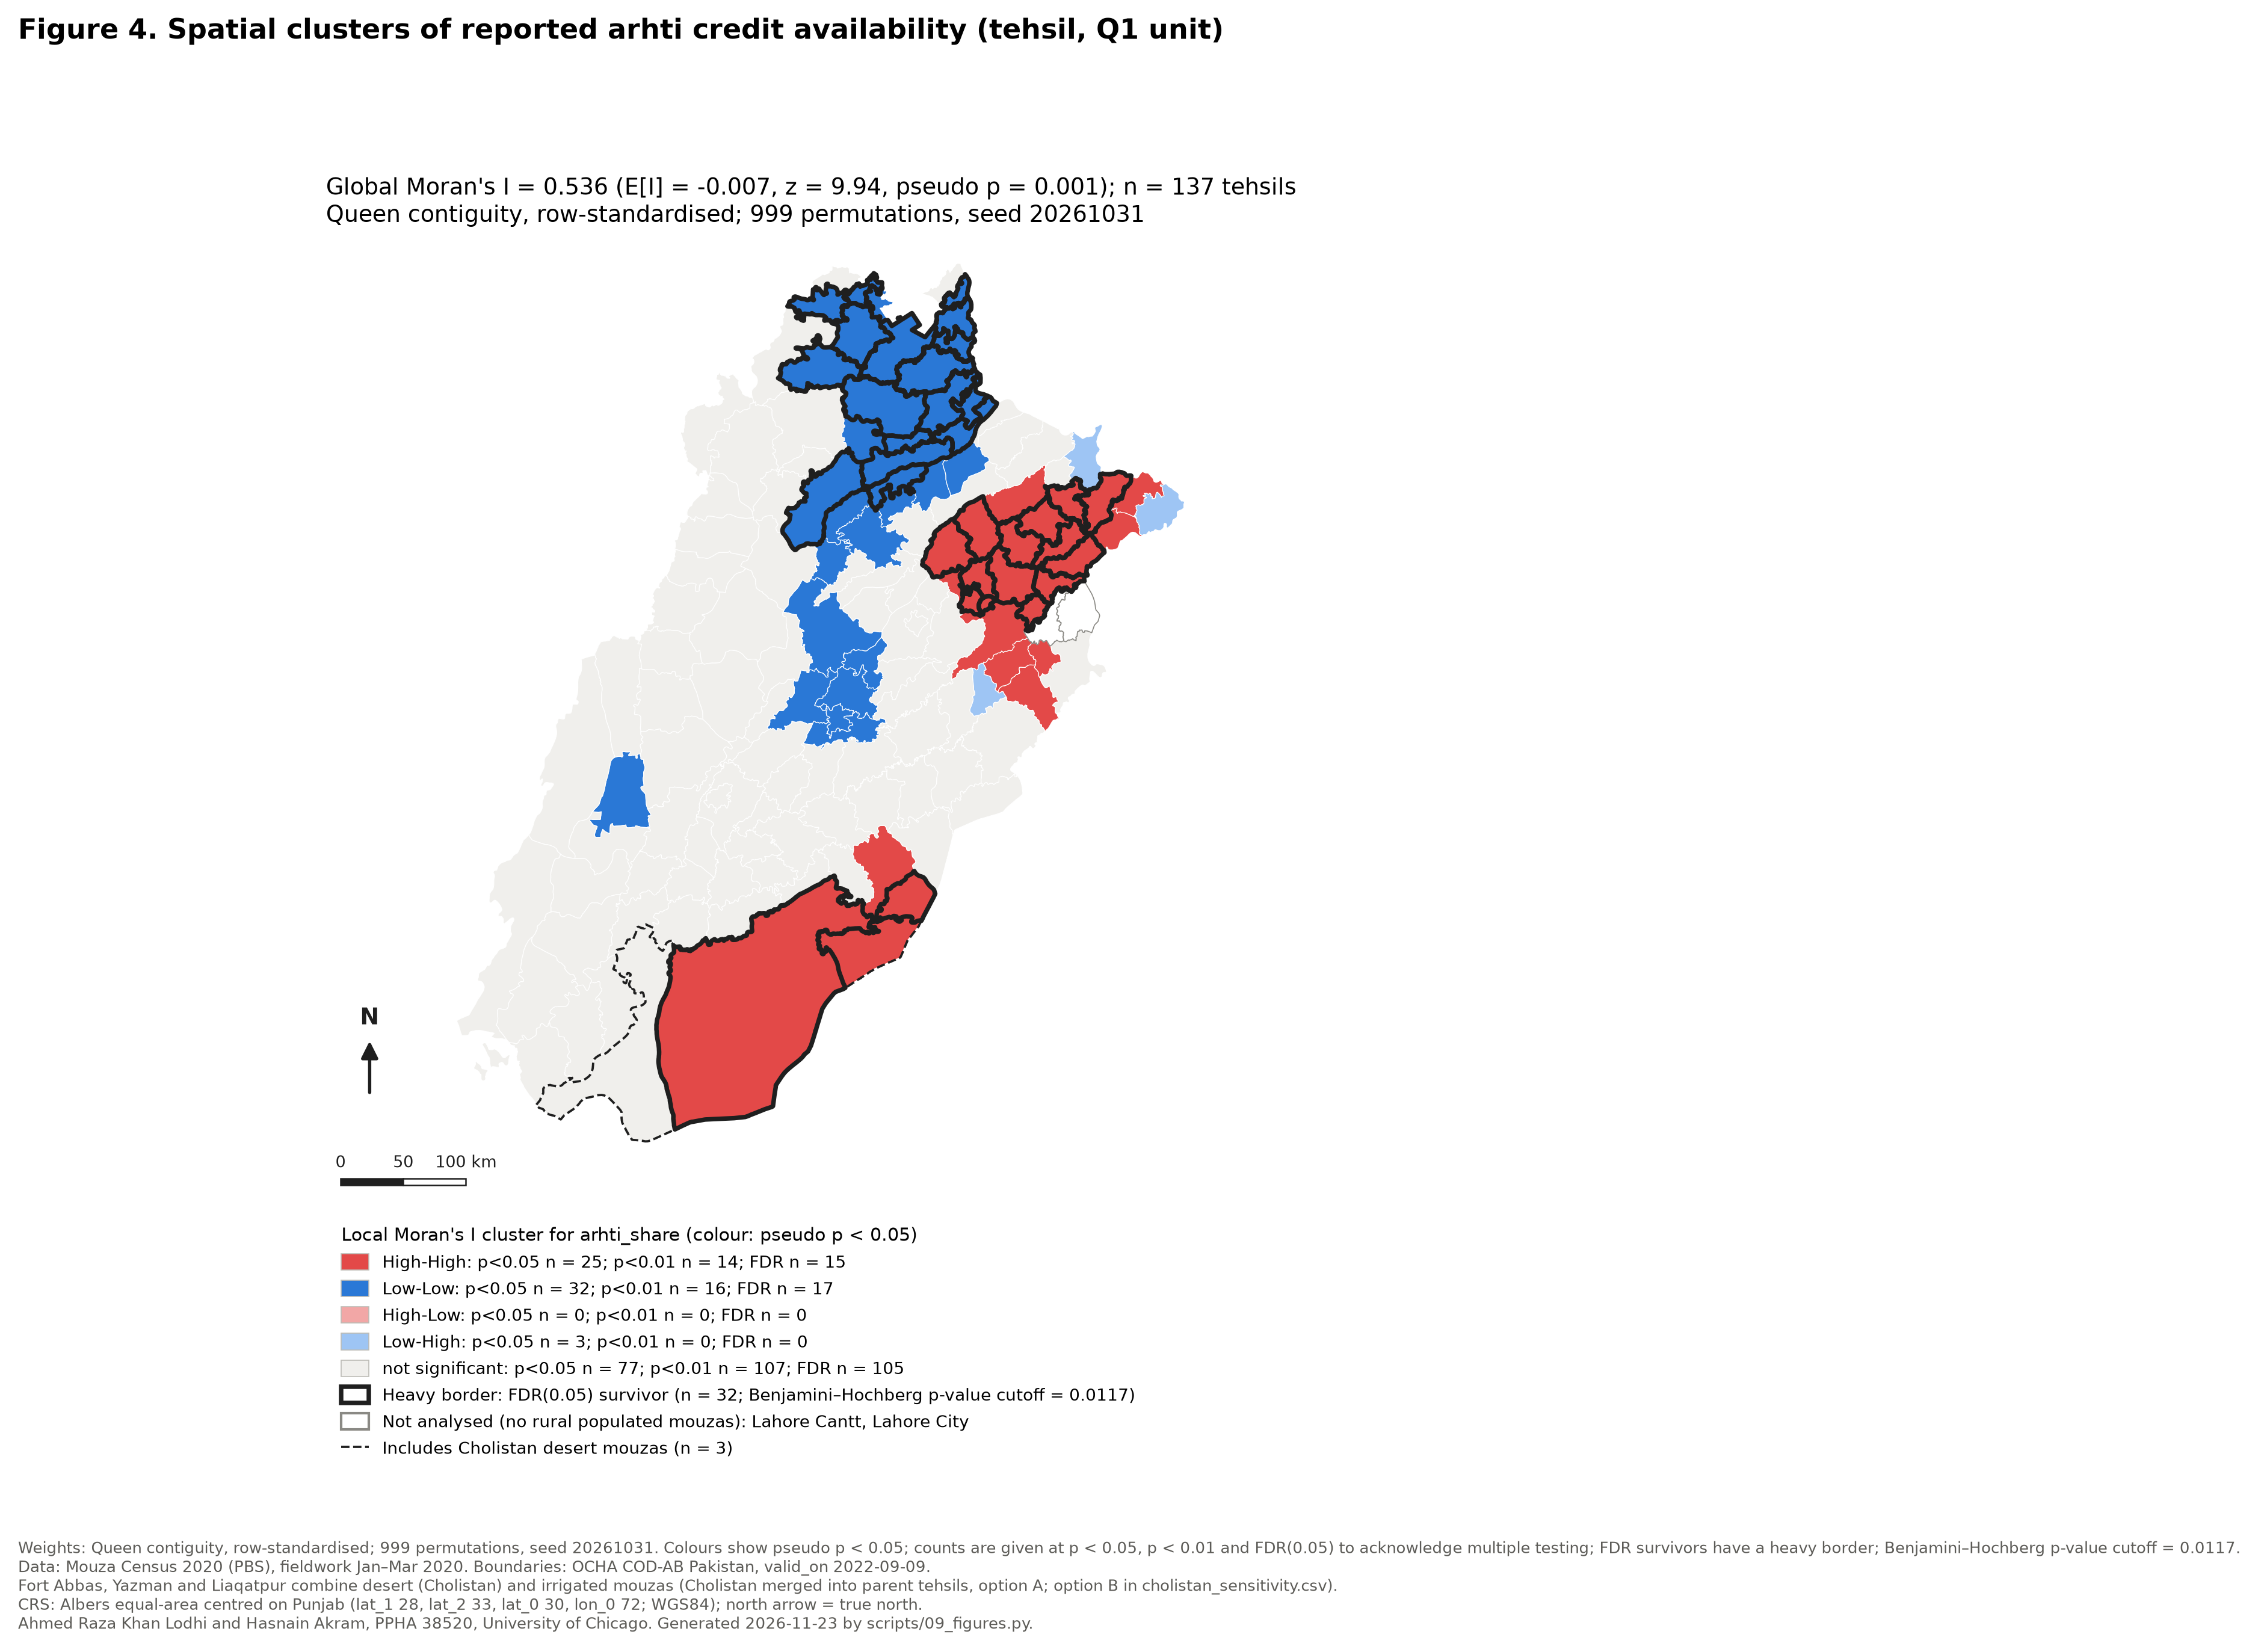 Figure 4. Spatial clusters of reported arhti credit availability (tehsil, Q1 unit)
Global Moran's I = 0.536 (E[I] = -0.007, z = 9.94, pseudo p = 0.001); n = 137 tehsils
Queen contiguity, row-standardised; 999 permutations, seed 20261031
N
0 50 100 km
Local Moran's I cluster for arhti_share (colour: pseudo p < 0.05)
High-High: p<0.05 n = 25; p<0.01 n = 14; FDR n = 15
Low-Low: p<0.05 n = 32; p<0.01 n = 16; FDR n = 17
High-Low: p<0.05 n = 0; p<0.01 n = 0; FDR n = 0
Low-High: p<0.05 n = 3; p<0.01 n = 0; FDR n = 0
not significant: p<0.05 n = 77; p<0.01 n = 107; FDR n = 105
Heavy border: FDR(0.05) survivor (n = 32; Benjamini–Hochberg p-value cutoff = 0.0117)
Not analysed (no rural populated mouzas): Lahore Cantt, Lahore City
Includes Cholistan desert mouzas (n = 3)
Weights: Queen contiguity, row-standardised; 999 permutations, seed 20261031. Colours show pseudo p < 0.05; counts are given at p < 0.05, p < 0.01 and FDR(0.05) to acknowledge multiple testing; FDR survivors have a heavy border; Benjamini–Hochberg p-value cutoff = 0.0117.
Data: Mouza Census 2020 (PBS), fieldwork Jan–Mar 2020. Boundaries: OCHA COD-AB Pakistan, valid_on 2022-09-09.
Fort Abbas, Yazman and Liaqatpur combine desert (Cholistan) and irrigated mouzas (Cholistan merged into parent tehsils, option A; option B in cholistan_sensitivity.csv).
CRS: Albers equal-area centred on Punjab (lat_1 28, lat_2 33, lat_0 30, lon_0 72; WGS84); north arrow = true north.
Ahmed Raza Khan Lodhi and Hasnain Akram, PPHA 38520, University of Chicago. Generated 2026-11-23 by scripts/09_figures.py.